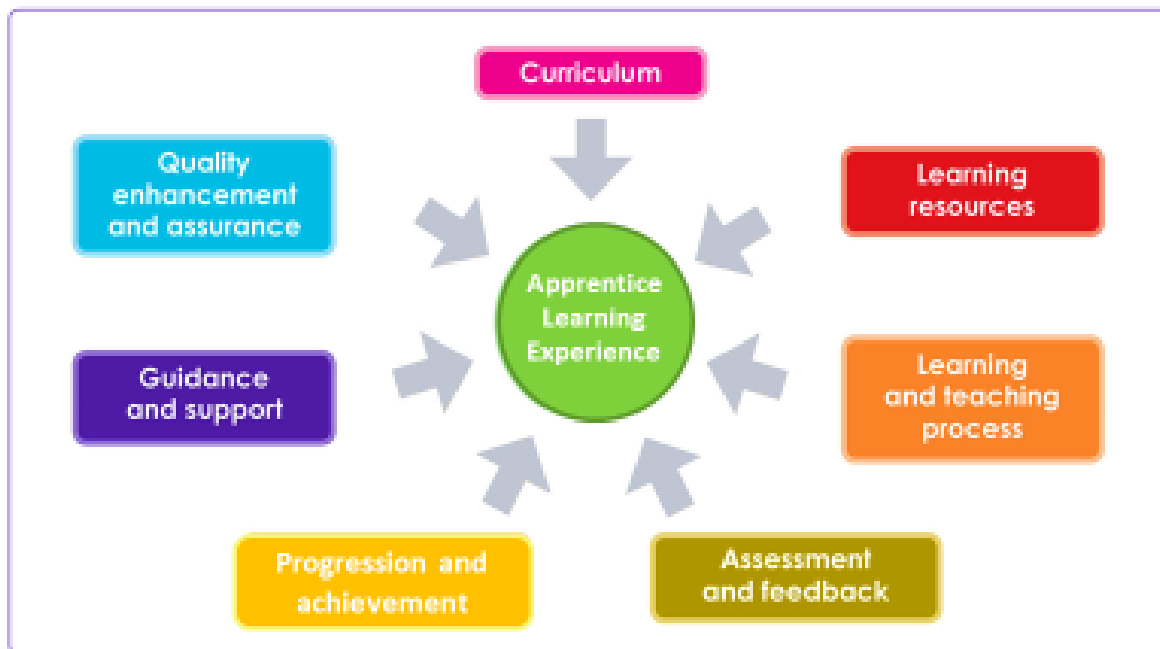 Curriculum
Quality
enhancement
and assurance
Learning
resources
Apprentice
Learning
Experience
Guidance
and support
Learning
and teaching
process
Progression and
achievement
Assessment
and feedback